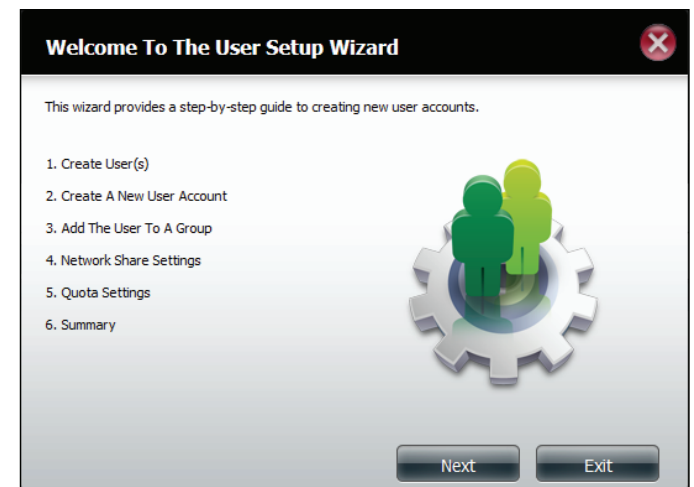 Welcome To The User Setup Wizard
This wizard provides a step-by-step guide to creating new user accounts.
1. Create User(s)
2. Create A New User Account
3. Add The User To A Group
4. Network Share Settings
5. Quota Settings
6. Summary
Next Exit